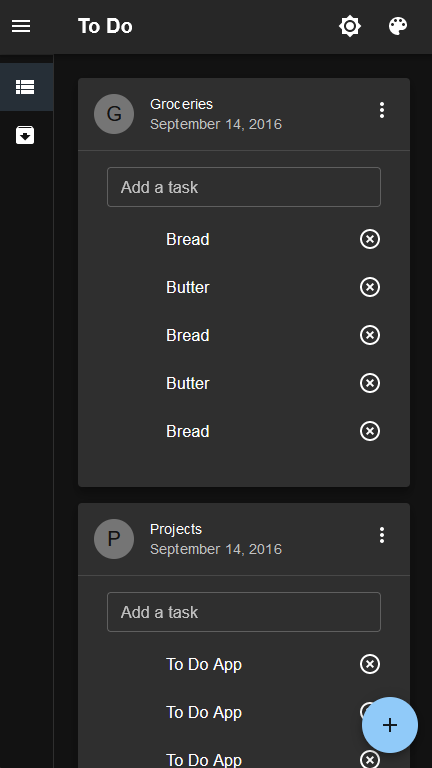 To Do
G
Groceries
September 14, 2016
Add a task
Bread
Butter
Bread
Butter
Bread
P
Projects
September 14, 2016
Add a task
To Do App
To Do App
To Do App